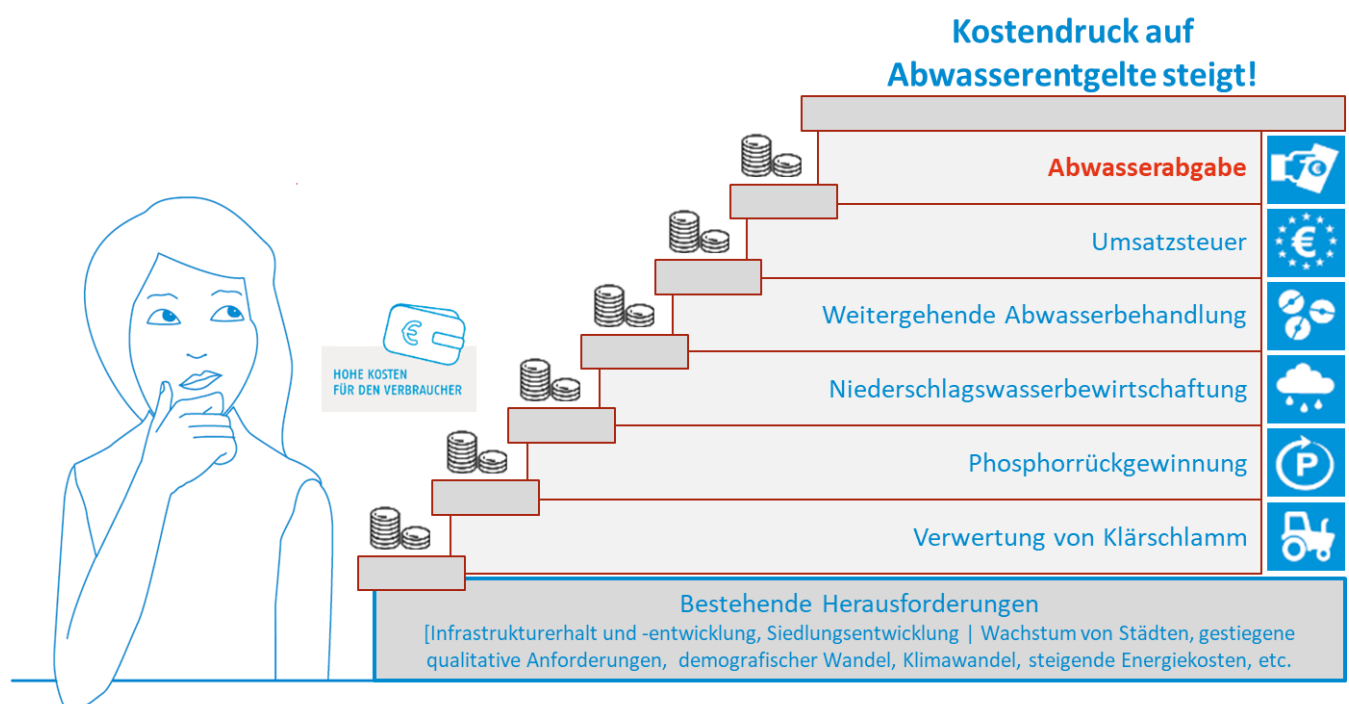 Kostendruck auf
Abwasserentgelte steigt!
Abwasserabgabe
Umsatzsteuer
Weitergehende Abwasserbehandlung
HOHE KOSTEN
FÜR DEN VERBRAUCHER
Niederschlagswasserbewirtschaftung
Phosphorrückgewinnung
P
Verwertung von Klärschlamm
Bestehende Herausforderungen
[Infrastrukturerhalt und -entwicklung, Siedlungsentwicklung | Wachstum von Städten, gestiegene
qualitative Anforderungen, demografischer Wandel, Klimawandel, steigende Energiekosten, etc.